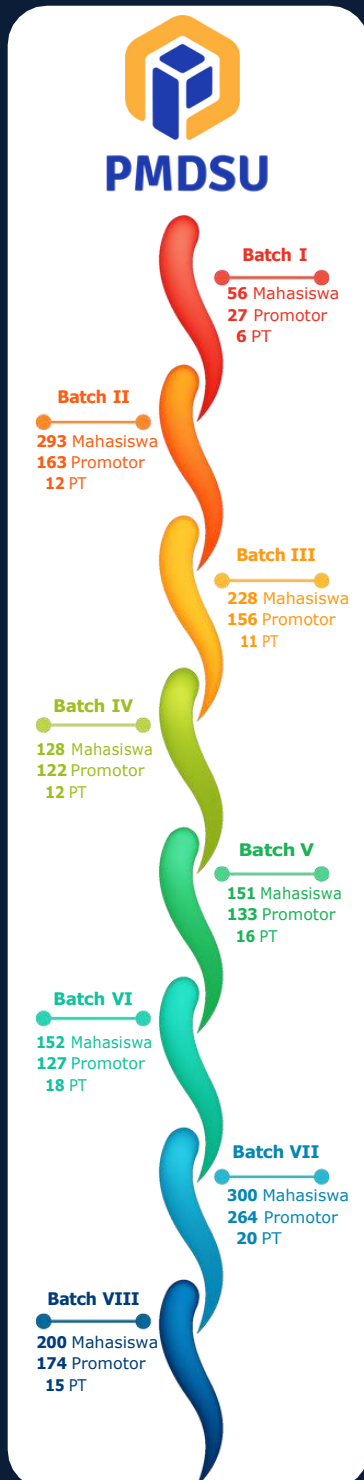 PMDSU
Batch I
56 Mahasiswa
27 Promotor
6 PT
Batch II
293 Mahasiswa
163 Promotor
12 PT
Batch III
228 Mahasiswa
156 Promotor
11 PT
Batch IV
128 Mahasiswa
122 Promotor
12 PT
Batch V
151 Mahasiswa
133 Promotor
16 PT
Batch VI
152 Mahasiswa
127 Promotor
18 PT
Batch VII
300 Mahasiswa
264 Promotor
20 PT
Batch VIII
200 Mahasiswa
174 Promotor
15 PT